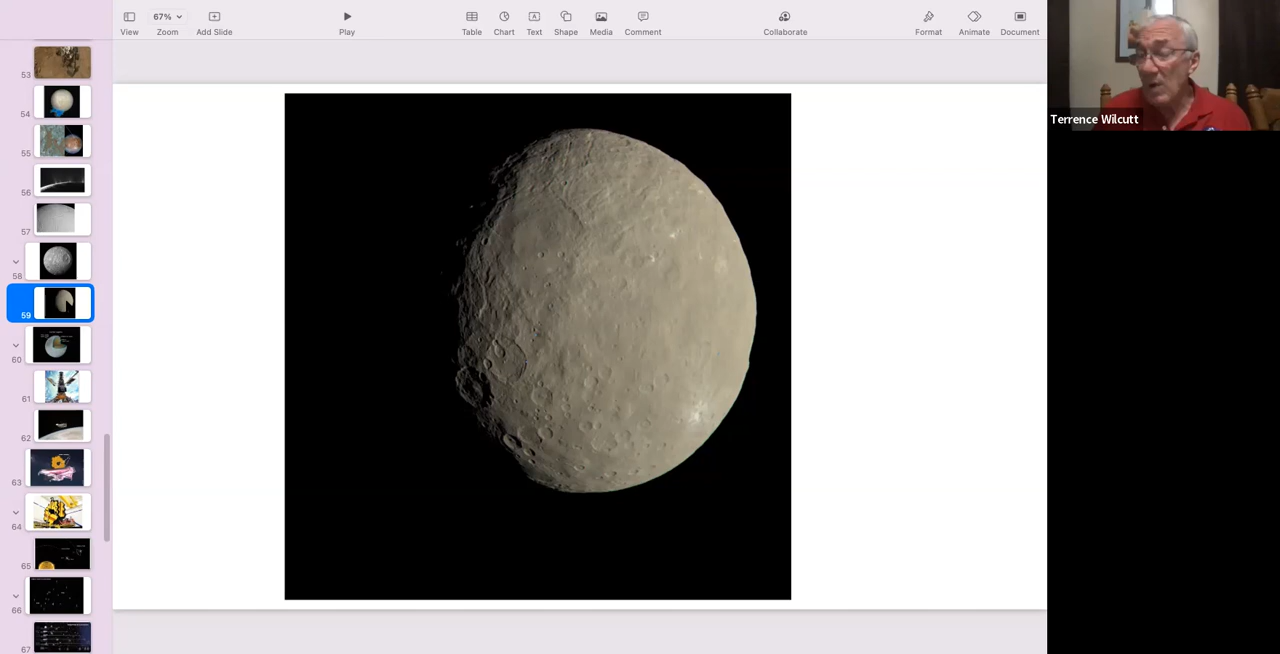 67%
View
Zoom
Add Slide
Play
Table
Chart
Text
Shape
Media
Comment
Collaborate
Format
Animate
Document
Terrence Wilcutt
53
54
55
56
57
58
59
60
61
62
63
64
65
66
67